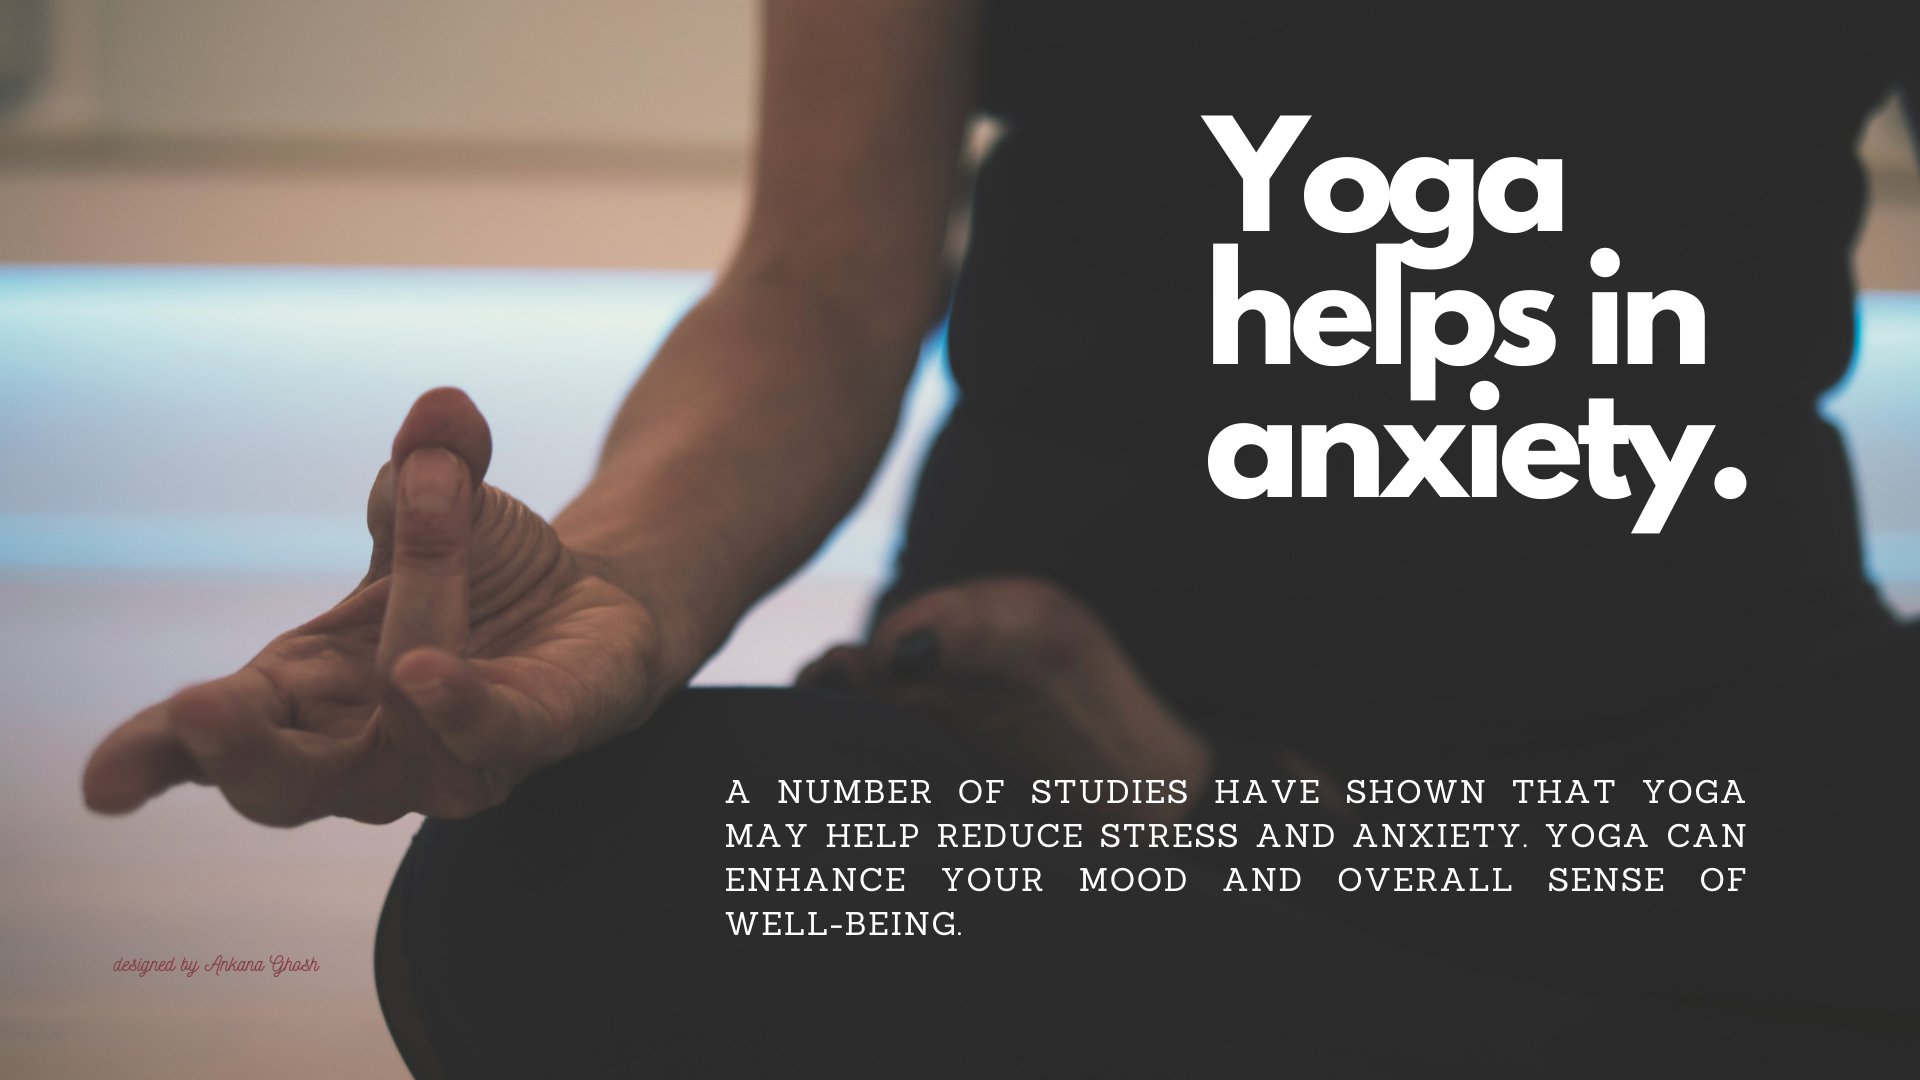 Yoga
helps in
anxiety.
A NUMBER OF STUDIES HAVE SHOWN THAT YOGA
MAY HELP REDUCE STRESS AND ANXIETY. YOGA CAN
ENHANCE YOUR MOOD AND OVERALL SENSE OF
WELL-BEING.
designed by Ankana Ghosh